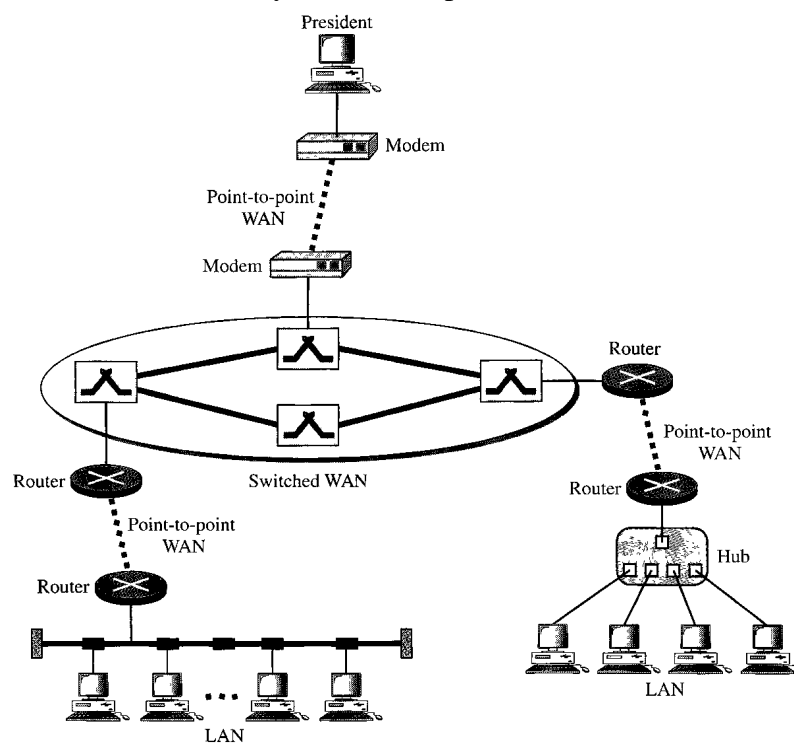 President
Modem
Point-to-point
WAN
Modem
Router
Point-to-point
WAN
Router
Switched WAN
Router
Point-to-point
WAN
Router
Hub
LAN
LAN